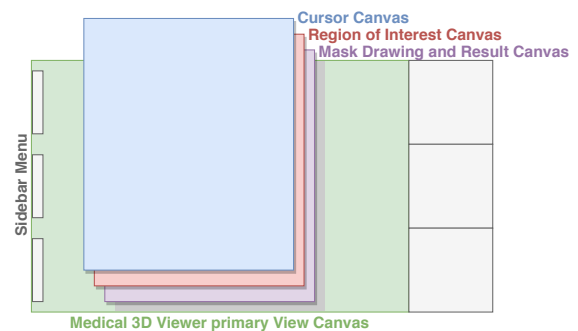 Cursor Canvas
Region of Interest Canvas
Mask Drawing and Result Canvas
Sidebar Menu
Medical 3D Viewer primary View Canvas